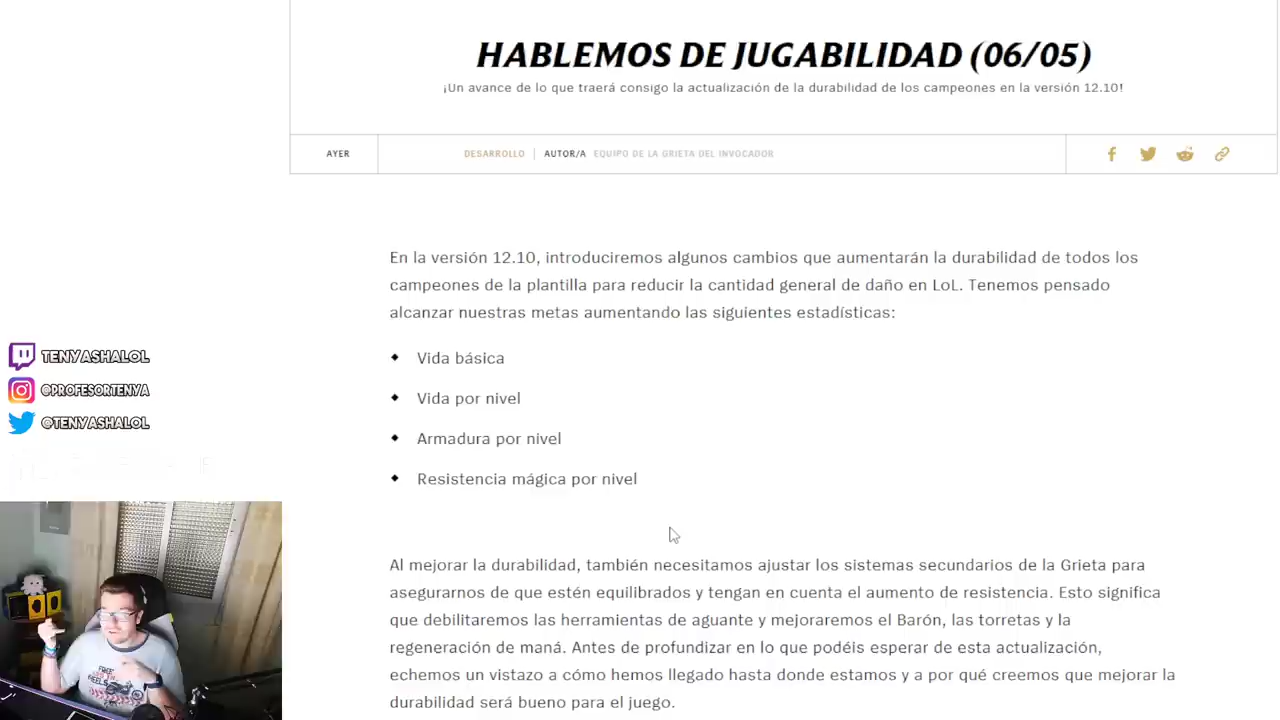 HABLEMOS DE JUGABILIDAD (06/05)
¡Un avance de lo que traerá consigo la actualización de la durabilidad de los campeones en la versión 12.10!
AYER
DESARROLLO | AUTOR/A EQUIPO DE LA GRIETA DEL INVOCADOR
En la versión 12.10, introduciremos algunos cambios que aumentarán la durabilidad de todos los
campeones de la plantilla para reducir la cantidad general de daño en LoL. Tenemos pensado
alcanzar nuestras metas aumentando las siguientes estadísticas:
Vida básica
Vida por nivel
Armadura por nivel
Resistencia mágica por nivel
Al mejorar la durabilidad, también necesitamos ajustar los sistemas secundarios de la Grieta para
asegurarnos de que estén equilibrados y tengan en cuenta el aumento de resistencia. Esto significa
que debilitaremos las herramientas de aguante y mejoraremos el Barón, las torretas y la
regeneración de maná. Antes de profundizar en lo que podéis esperar de esta actualización,
echemos un vistazo a cómo hemos llegado hasta donde estamos y a por qué creemos que mejorar la
durabilidad será bueno para el juego.
TENYASHALOL
@PROFESORTENYA
@TENYASHALOL